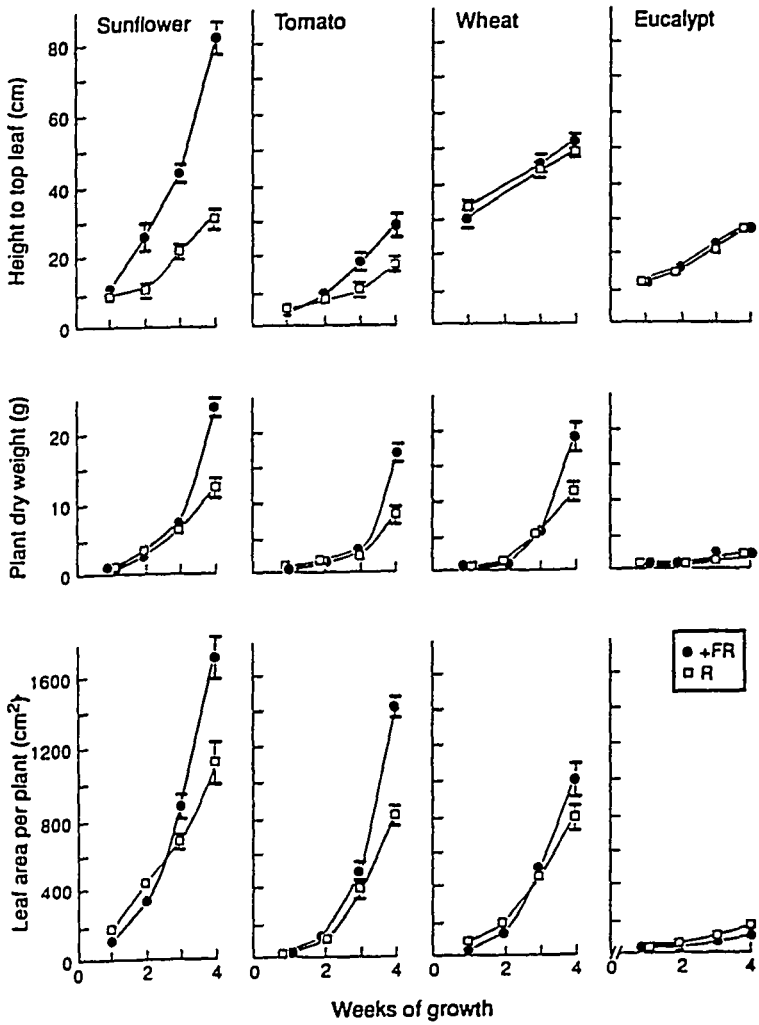 Sunflower
Tomato
Wheat
Eucalypt
Height to top leaf (cm)
80
60
40
20
0
Plant dry weight (g)
20
10
0
Leaf area per plant (cm²)
1600
1200
800
400
0
+FR
R
0 2 4
0 2 4
0 2 4
0 2 4
Weeks of growth